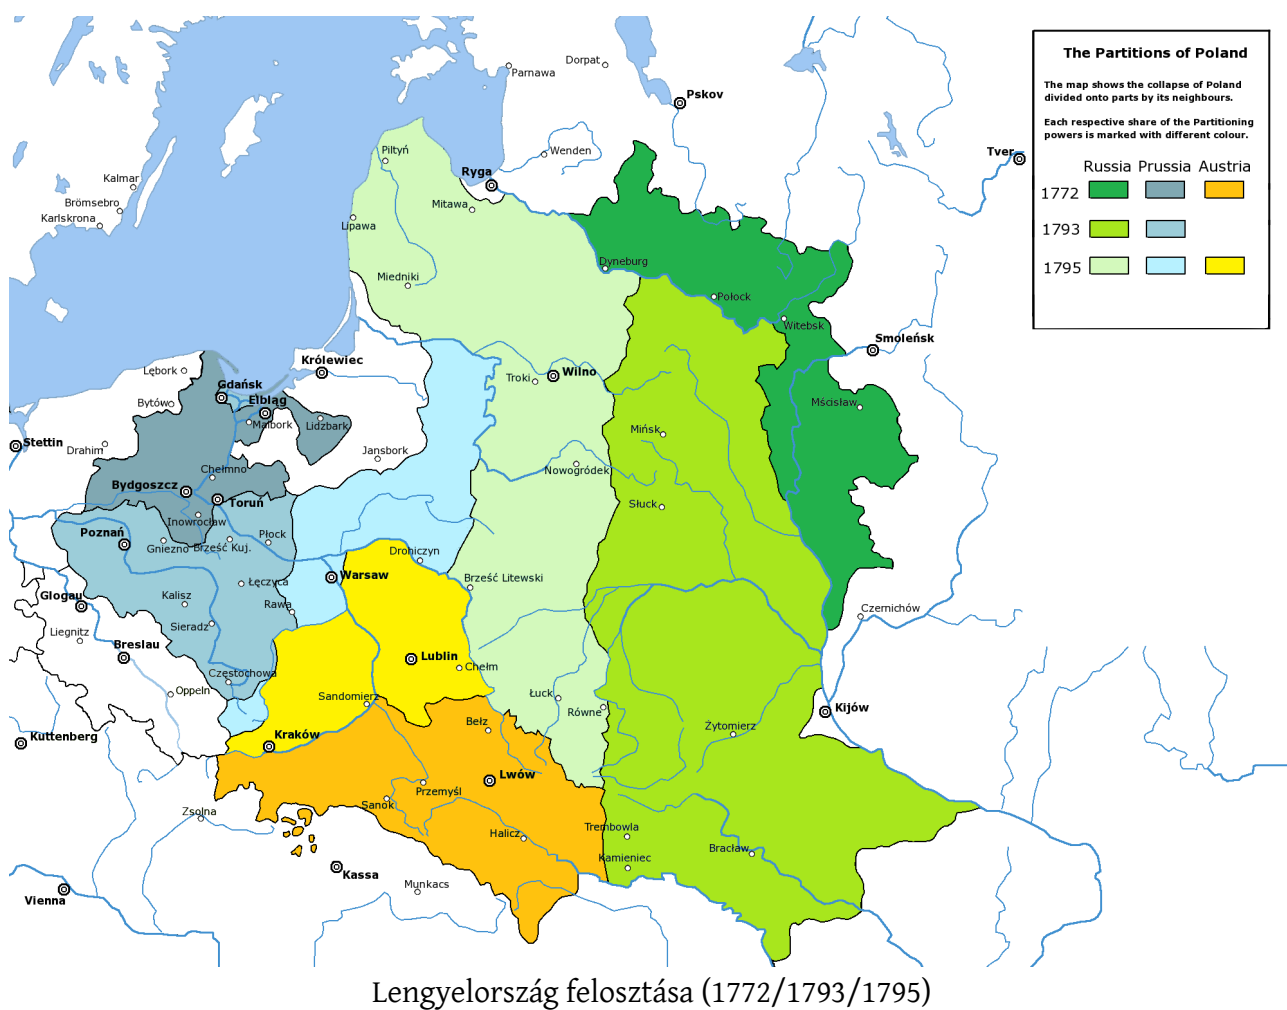 The Partitions of Poland
The map shows the collapse of Poland
divided onto parts by its neighbours.
Each respective share of the Partitioning
powers is marked with different colour.
Russia Prussia Austria
1772
1793
1795
Parnawa
Dorpat
Pskov
Tver
Piltyń
Wenden
Ryga
Kalmar
Brömsebro
Karlskrona
Mitawa
Lipawa
Miedniki
Dyneburg
Połock
Witebsk
Smoleńsk
Królewiec
Lębork
Gdańsk
Elbląg
Bytów
Malbork
Lidzbark
Troki
Wilno
Mścisław
Stettin
Drahim
Jansbork
Mińsk
Chełmno
Nowogródek
Bydgoszcz
Toruń
Słuck
Inowrocław
Poznań
Gniezno
Brześć Kuj.
Płock
Drohiczyn
Warsaw
Brześć Litewski
Łęczyca
Glogau
Kalisz
Rawa
Czernichów
Liegnitz
Sieradz
Breslau
Lublin
Chełm
Częstochowa
Oppeln
Sandomierz
Łuck
Równe
Kijów
Kuttenberg
Kraków
Bełz
Żytomierz
Lwów
Przemyśl
Sanok
Zsolna
Halicz
Trembowla
Bracław
Kamieniec
Kassa
Munkacs
Vienna
Lengyelország felosztása (1772/1793/1795)